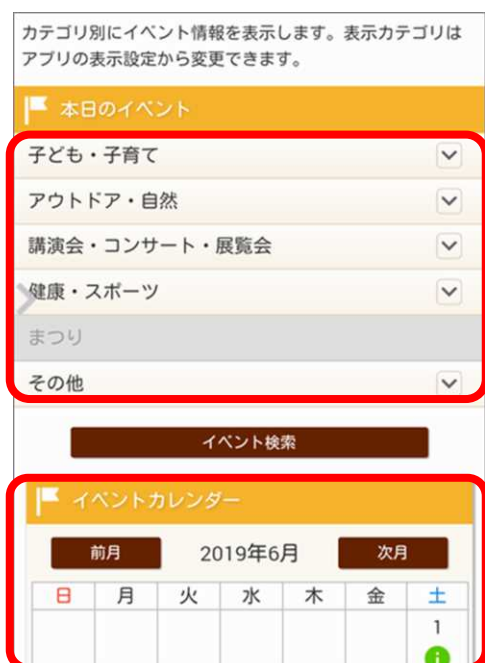 カテゴリ別にイベント情報を表示します。表示カテゴリは
アプリの表示設定から変更できます。
本日のイベント
子ども・子育て
アウトドア・自然
講演会・コンサート・展覧会
健康・スポーツ
まつり
その他
イベント検索
イベントカレンダー
前月 2019年6月 次月
日 月 火 水 木 金 土
1
i